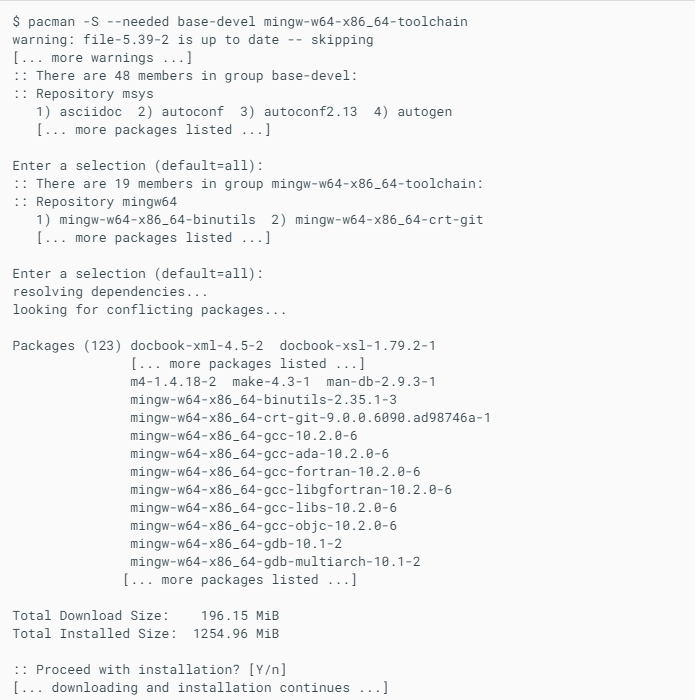 $ pacman -S --needed base-devel mingw-w64-x86_64-toolchain
warning: file-5.39-2 is up to date -- skipping
[... more warnings ...]
:: There are 48 members in group base-devel:
:: Repository msys
   1) asciidoc  2) autoconf  3) autoconf2.13  4) autogen
   [... more packages listed ...]

Enter a selection (default=all):
:: There are 19 members in group mingw-w64-x86_64-toolchain:
:: Repository mingw64
   1) mingw-w64-x86_64-binutils  2) mingw-w64-x86_64-crt-git
   [... more packages listed ...]

Enter a selection (default=all):
resolving dependencies...
looking for conflicting packages...

Packages (123) docbook-xml-4.5-2  docbook-xsl-1.79.2-1
               [... more packages listed ...]
               m4-1.4.18-2  make-4.3-1  man-db-2.9.3-1
               mingw-w64-x86_64-binutils-2.35.1-3
               mingw-w64-x86_64-crt-git-9.0.0.6090.ad98746a-1
               mingw-w64-x86_64-gcc-10.2.0-6
               mingw-w64-x86_64-gcc-ada-10.2.0-6
               mingw-w64-x86_64-gcc-fortran-10.2.0-6
               mingw-w64-x86_64-gcc-libgfortran-10.2.0-6
               mingw-w64-x86_64-gcc-libs-10.2.0-6
               mingw-w64-x86_64-gcc-objc-10.2.0-6
               mingw-w64-x86_64-gdb-10.1-2
               mingw-w64-x86_64-gdb-multiarch-10.1-2
              [... more packages listed ...]

Total Download Size:    196.15 MiB
Total Installed Size:  1254.96 MiB

:: Proceed with installation? [Y/n]
[... downloading and installation continues ...]